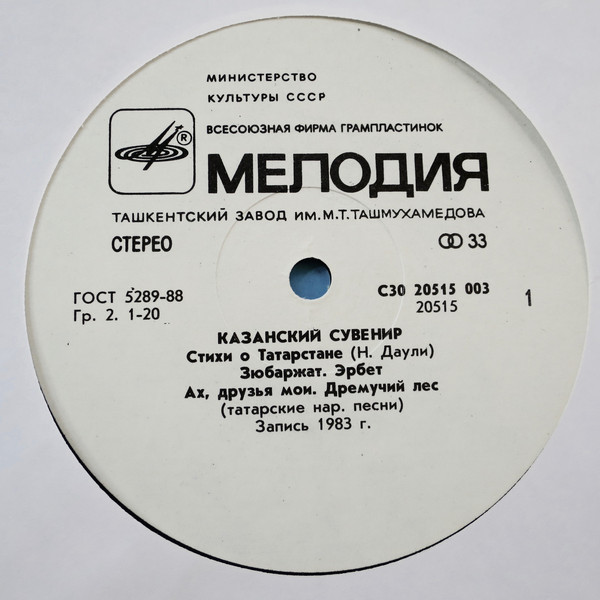 МИНИСТЕРСТВО
КУЛЬТУРЫ СССР
ВСЕСОЮЗНАЯ ФИРМА ГРАМПЛАСТИНОК
®
МЕЛОДИЯ
ТАШКЕНТСКИЙ ЗАВОД ИМ.М.Т.ТАШМУХАМЕДОВА
СТЕРЕО
33
ГОСТ 5289-88
Гр. 2. 1-20
С30 20515 003
20515
1
КАЗАНСКИЙ СУВЕНИР
Стихи о Татарстане (Н. Даули)
Зюбаржат. Эрбет
Ах, друзья мои. Дремучий лес
(татарские нар. песни)
Запись 1983 г.